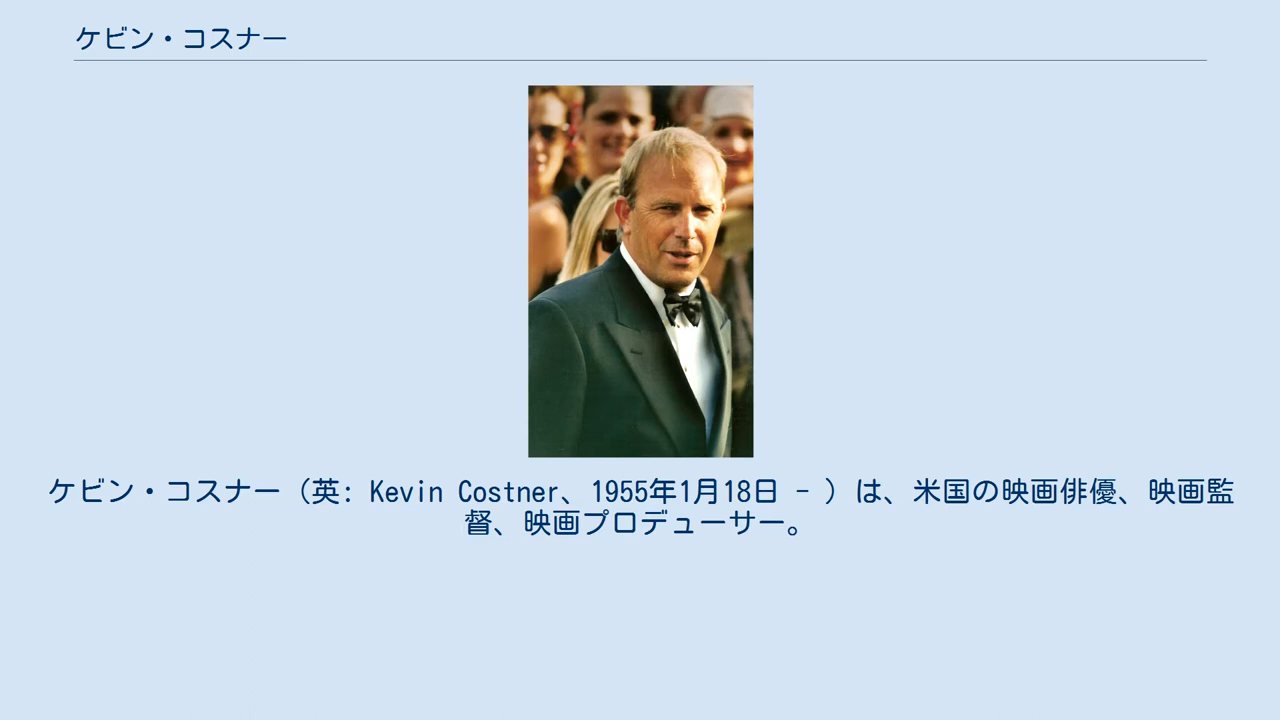 ケビン・コスナー
ケビン・コスナー（英: Kevin Costner、1955年1月18日 - ）は、米国の映画俳優、映画監
督、映画プロデューサー。